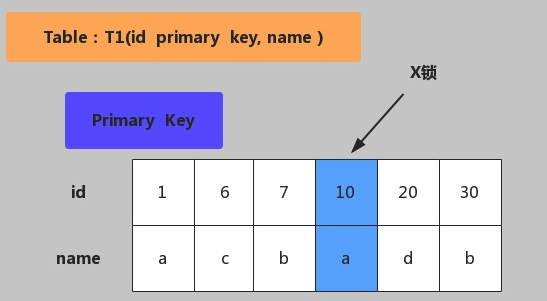 Table : T1(id primary key, name )
X锁
Primary Key
id 1 6 7 10 20 30
name a c b a d b